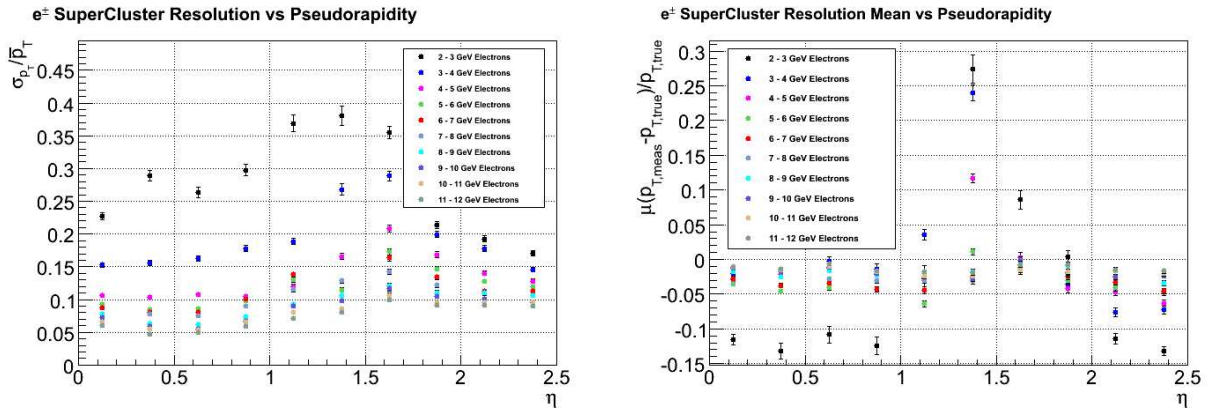 e± SuperCluster Resolution vs Pseudorapidity
σ_{p_T}/p̅_T
0.45
0.4
0.35
0.3
0.25
0.2
0.15
0.1
0.05
0
0 0.5 1 1.5 2 2.5
η
2 - 3 GeV Electrons
3 - 4 GeV Electrons
4 - 5 GeV Electrons
5 - 6 GeV Electrons
6 - 7 GeV Electrons
7 - 8 GeV Electrons
8 - 9 GeV Electrons
9 - 10 GeV Electrons
10 - 11 GeV Electrons
11 - 12 GeV Electrons
e± SuperCluster Resolution Mean vs Pseudorapidity
μ(p_{T,meas}-p_{T,true})/p_{T,true}
0.3
0.25
0.2
0.15
0.1
0.05
0
-0.05
-0.1
-0.15
0 0.5 1 1.5 2 2.5
η
2 - 3 GeV Electrons
3 - 4 GeV Electrons
4 - 5 GeV Electrons
5 - 6 GeV Electrons
6 - 7 GeV Electrons
7 - 8 GeV Electrons
8 - 9 GeV Electrons
9 - 10 GeV Electrons
10 - 11 GeV Electrons
11 - 12 GeV Electrons